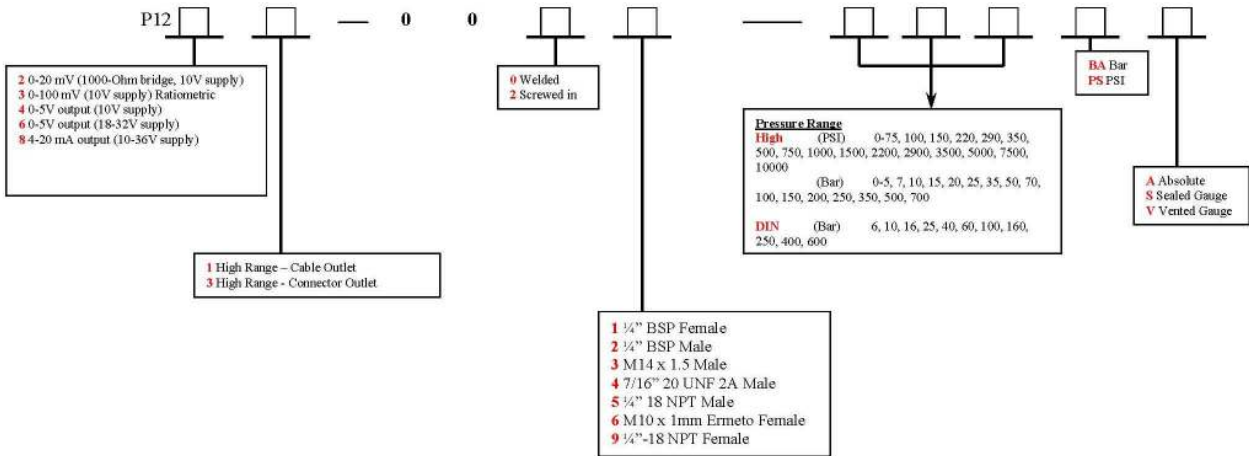 P12 — 0 0 —
2 0-20 mV (1000-Ohm bridge, 10V supply)
3 0-100 mV (10V supply) Ratiometric
4 0-5V output (10V supply)
6 0-5V output (18-32V supply)
8 4-20 mA output (10-36V supply)
0 Welded
2 Screwed in
BA Bar
PS PSI
Pressure Range
High (PSI) 0-75, 100, 150, 220, 290, 350,
500, 750, 1000, 1500, 2200, 2900, 3500, 5000, 7500,
10000
(Bar) 0-5, 7, 10, 15, 20, 25, 35, 50, 70,
100, 150, 200, 250, 350, 500, 700
DIN (Bar) 6, 10, 16, 25, 40, 60, 100, 160,
250, 400, 600
A Absolute
S Sealed Gauge
V Vented Gauge
1 High Range – Cable Outlet
3 High Range - Connector Outlet
1 ¼” BSP Female
2 ¼” BSP Male
3 M14 x 1.5 Male
4 7/16” 20 UNF 2A Male
5 ¼” 18 NPT Male
6 M10 x 1mm Ermeto Female
9 ¼”-18 NPT Female